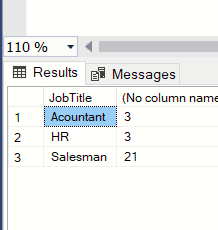 110 %
Results Messages
JobTitle (No column name
1 Acountant 3
2 HR 3
3 Salesman 21